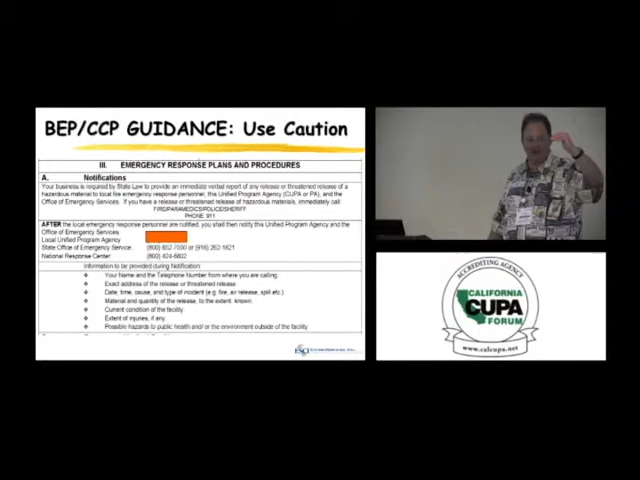 BEP/CCP GUIDANCE: Use Caution
III. EMERGENCY RESPONSE PLANS AND PROCEDURES
A. Notifications
Your business is required by State Law to provide an immediate verbal report of any release or threatened release of a
hazardous material to local fire emergency response personnel, this Unified Program Agency (CUPA or PA), and the
Office of Emergency Services. If you have a release or threatened release of hazardous materials, immediately call
FIRE/PARAMEDICS/POLICE/SHERIFF
PHONE: 911
AFTER the local emergency response personnel are notified, you shall then notify this Unified Program Agency and the
Office of Emergency Services.
Local Unified Program Agency
State Office of Emergency Service: (800) 852-7550 or (916) 262-1621
National Response Center: (800) 424-8802
Information to be provided during Notification:
❖ Your Name and the Telephone Number from where you are calling.
❖ Exact address of the release or threatened release
❖ Date, time, cause, and type of incident (e.g. fire, air release, spill etc.)
❖ Material and quantity of the release, to the extent known.
❖ Current condition of the facility.
❖ Extent of injuries, if any.
❖ Possible hazards to public health and/or the environment outside of the facility.
ACCREDITING AGENCY
CALIFORNIA
CUPA
FORUM
www.calcupa.net